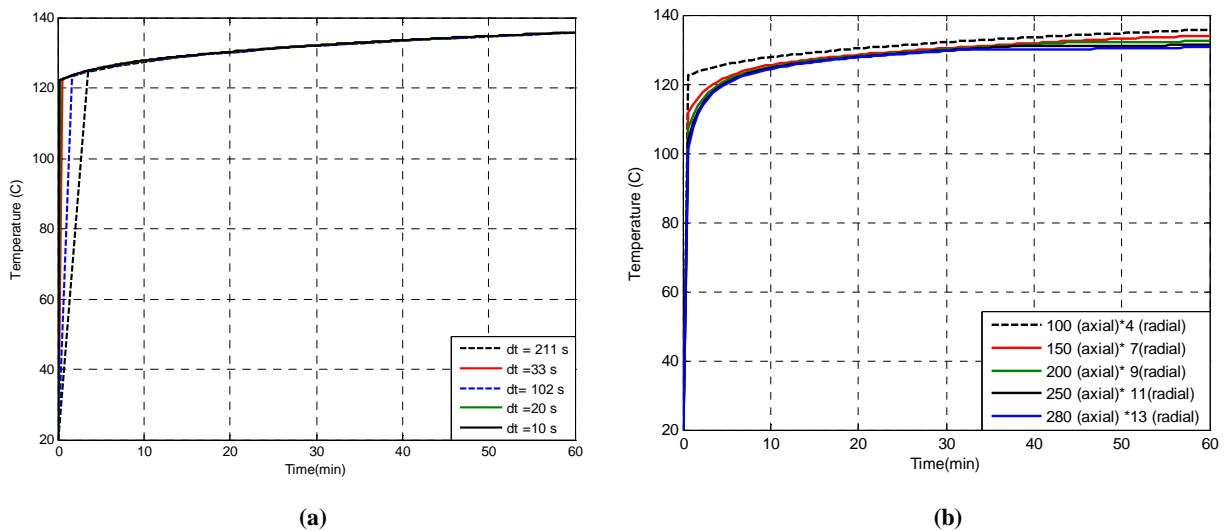 140
120
100
80
60
40
20
0
10
20
30
40
50
60
Temperature (C)
Time(min)
dt = 211 s
dt =33 s
dt= 102 s
dt =20 s
dt =10 s
(a)
140
120
100
80
60
40
20
0
10
20
30
40
50
60
Temperature (C)
Time(min)
100 (axial)*4 (radial)
150 (axial)* 7(radial)
200 (axial)* 9(radial)
250 (axial)* 11(radial)
280 (axial) *13 (radial)
(b)